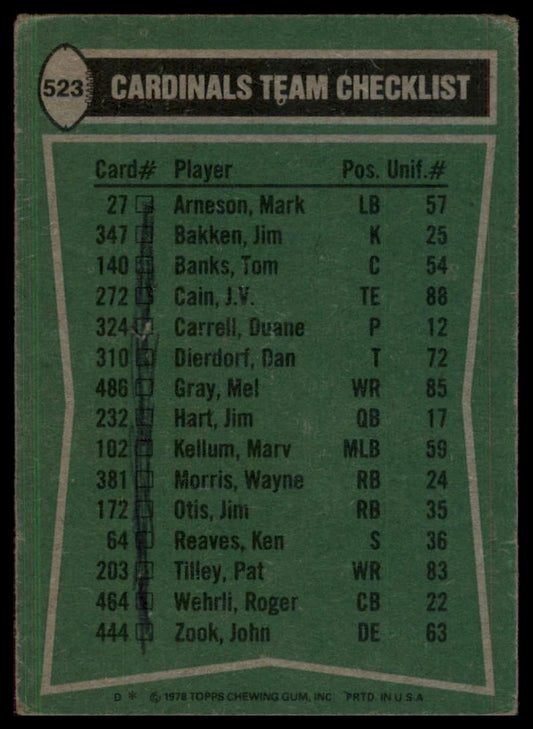 523 CARDINALS TEAM CHECKLIST
Card# Player Pos. Unif.#
27 Arneson, Mark LB 57
347 Bakken, Jim K 25
140 Banks, Tom C 54
272 Cain, J.V. TE 88
324 Carrell, Duane P 12
310 Dierdorf, Dan T 72
486 Gray, Mel WR 85
232 Hart, Jim QB 17
102 Kellum, Marv MLB 59
381 Morris, Wayne RB 24
172 Otis, Jim RB 35
64 Reaves, Ken S 36
203 Tilley, Pat WR 83
464 Wehrli, Roger CB 22
444 Zook, John DE 63
D * © 1978 TOPPS CHEWING GUM, INC PRTD. IN U.S.A